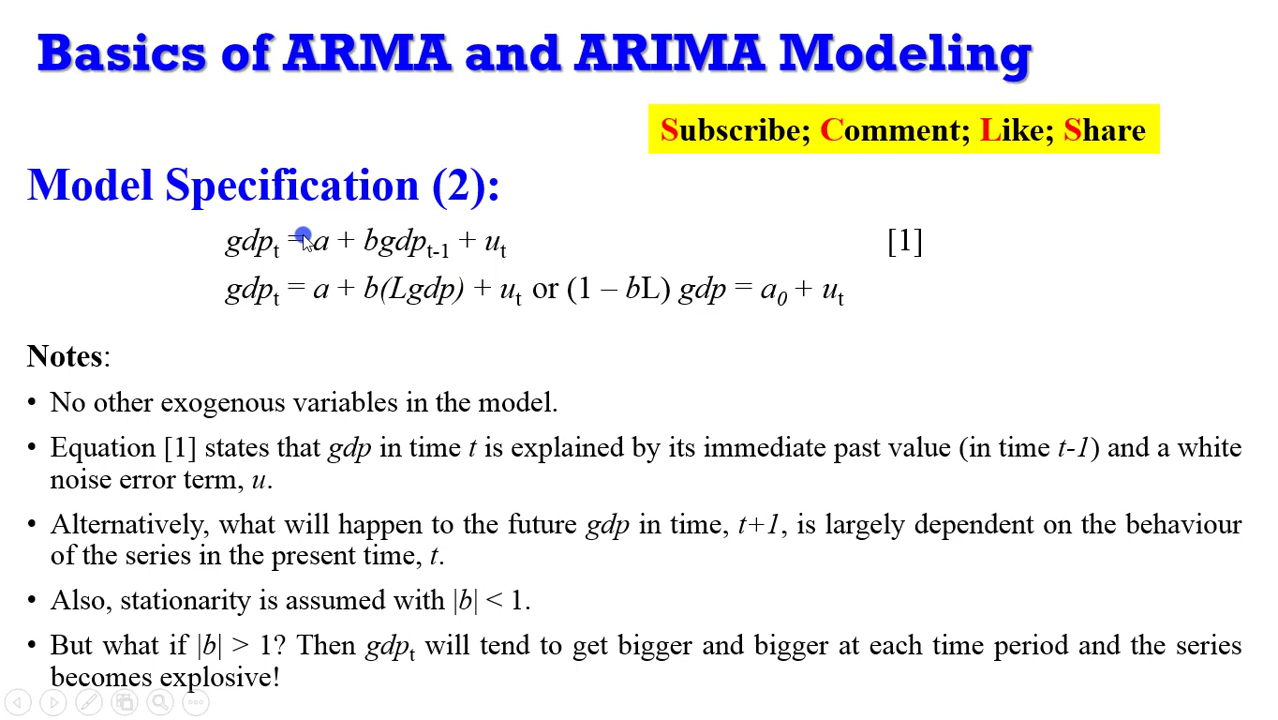 Basics of ARMA and ARIMA Modeling
Subscribe; Comment; Like; Share
Model Specification (2):
gdpt = a + bgdpt-1 + ut [1]
gdpt = a + b(Lgdp) + ut or (1 – bL) gdp = a0 + ut
Notes:
• No other exogenous variables in the model.
• Equation [1] states that gdp in time t is explained by its immediate past value (in time t-1) and a white
noise error term, u.
• Alternatively, what will happen to the future gdp in time, t+1, is largely dependent on the behaviour
of the series in the present time, t.
• Also, stationarity is assumed with |b| < 1.
• But what if |b| > 1? Then gdpt will tend to get bigger and bigger at each time period and the series
becomes explosive!